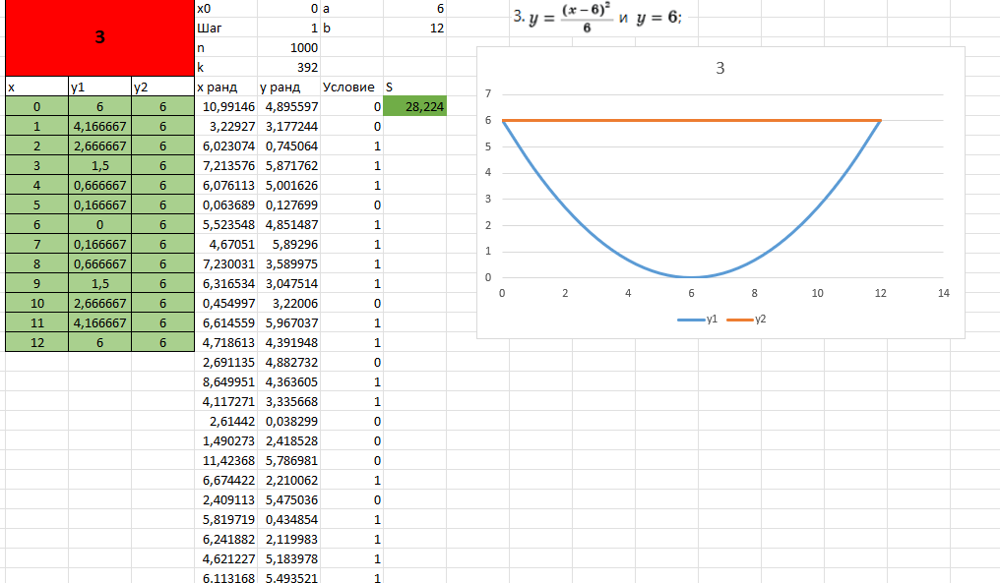 3
x0 0 a 6
Шаг 1 b 12
n 1000
k 392
x y1 y2 х ранд у ранд Условие S
0 6 6 10,99146 4,895597 0 28,224
1 4,166667 6 3,22927 3,177244 0
2 2,666667 6 6,023074 0,745064 1
3 1,5 6 7,213576 5,871762 1
4 0,666667 6 6,076113 5,001626 1
5 0,166667 6 0,063689 0,127699 0
6 0 6 5,523548 4,851487 1
7 0,166667 6 4,67051 5,89296 1
8 0,666667 6 7,230031 3,589975 1
9 1,5 6 6,316534 3,047514 1
10 2,666667 6 0,454997 3,22006 0
11 4,166667 6 6,614559 5,967037 1
12 6 6 4,718613 4,391948 1
2,691135 4,882732 0
8,649951 4,363605 1
4,117271 3,335668 1
2,61442 0,038299 0
1,490273 2,418528 0
11,42368 5,786981 0
6,674422 2,210062 1
2,409113 5,475036 0
5,819719 0,434854 1
6,241882 2,119983 1
4,621227 5,183978 1
6,113168 5,493521 1
3. y = (x − 6)²/6 и y = 6;
3
7
6
5
4
3
2
1
0
0 2 4 6 8 10 12 14
y1 y2